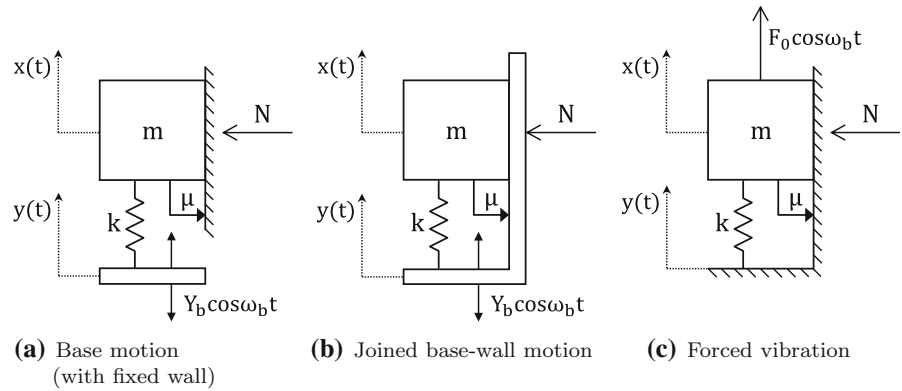 x(t)
m
N
y(t)
k
μ
Y_b cosω_b t
(a) Base motion
(with fixed wall)
x(t)
m
N
y(t)
k
μ
Y_b cosω_b t
(b) Joined base-wall motion
F_0 cosω_b t
x(t)
m
N
y(t)
k
μ
(c) Forced vibration